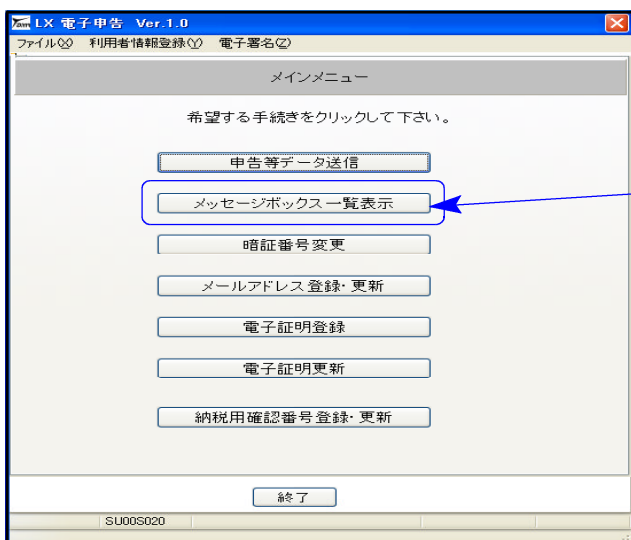 LX 電子申告 Ver.1.0
ファイル(X) 利用者情報登録(Y) 電子署名(Z)
メインメニュー
希望する手続きをクリックして下さい。
申告等データ送信
メッセージボックス一覧表示
暗証番号変更
メールアドレス登録・更新
電子証明登録
電子証明更新
納税用確認番号登録・更新
終了
SU00S020